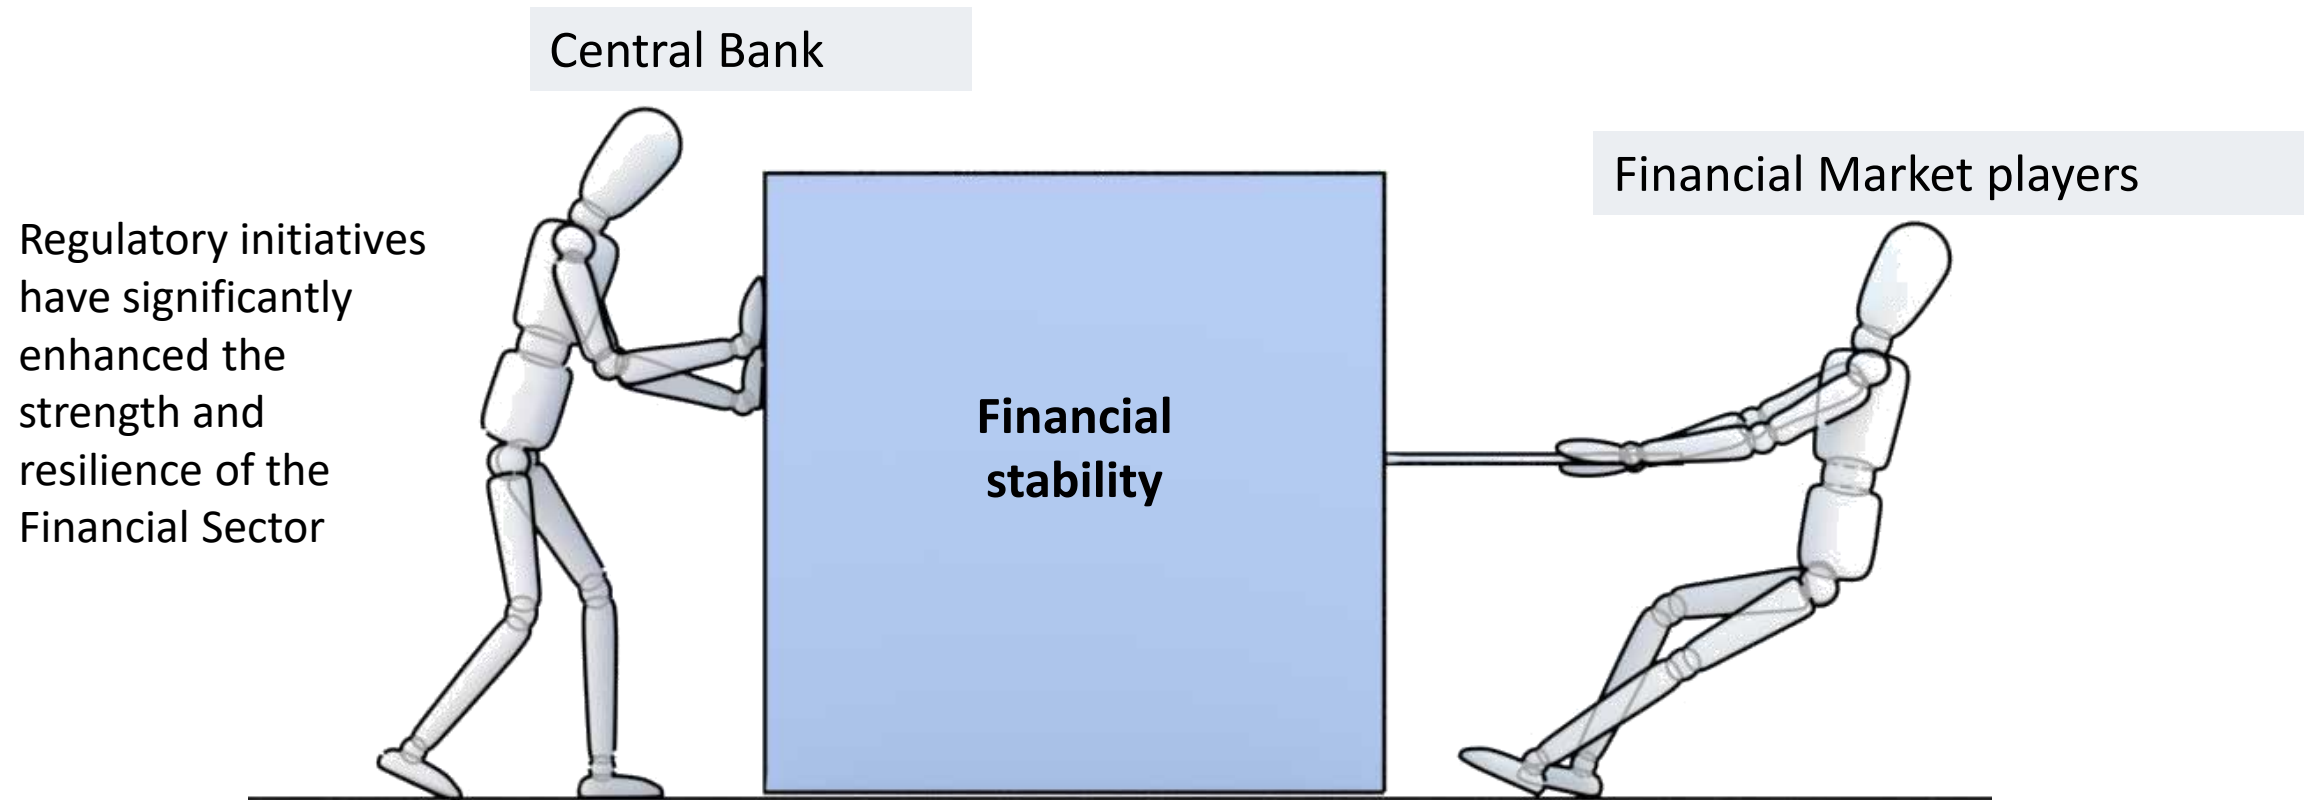 Central Bank
Financial Market players
Regulatory initiatives
have significantly
enhanced the
strength and
resilience of the
Financial Sector
Financial
stability